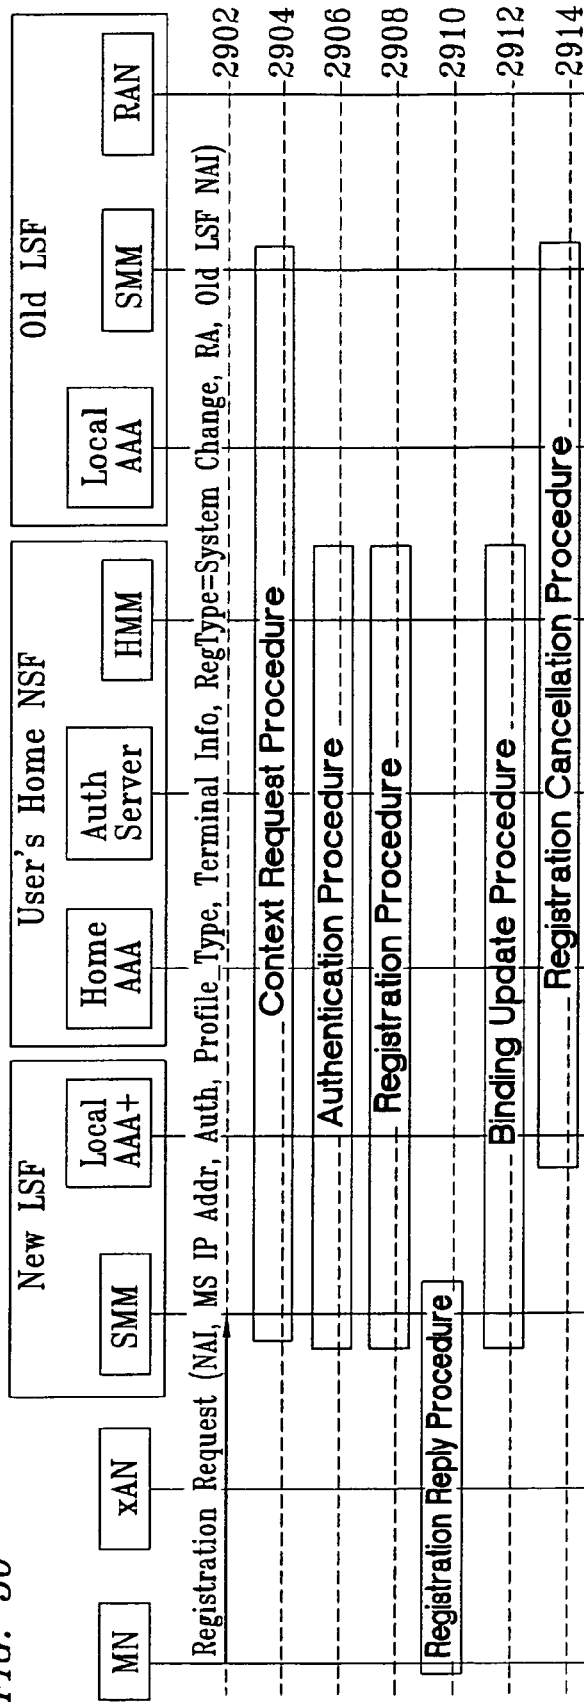 FIG. 30
New LSF
User's Home NSF
Old LSF
MN
xAN
SMM
Local
AAA+
Home
AAA
Auth
Server
HMM
Local
AAA
SMM
RAN
Registration Request (NAI, MS IP Addr, Auth, Profile_Type, Terminal Info, RegType=System Change, RA, Old LSF NAI)
2902
Context Request Procedure
2904
Authentication Procedure
2906
Registration Procedure
2908
Registration Reply Procedure
2910
Binding Update Procedure
2912
Registration Cancellation Procedure
2914